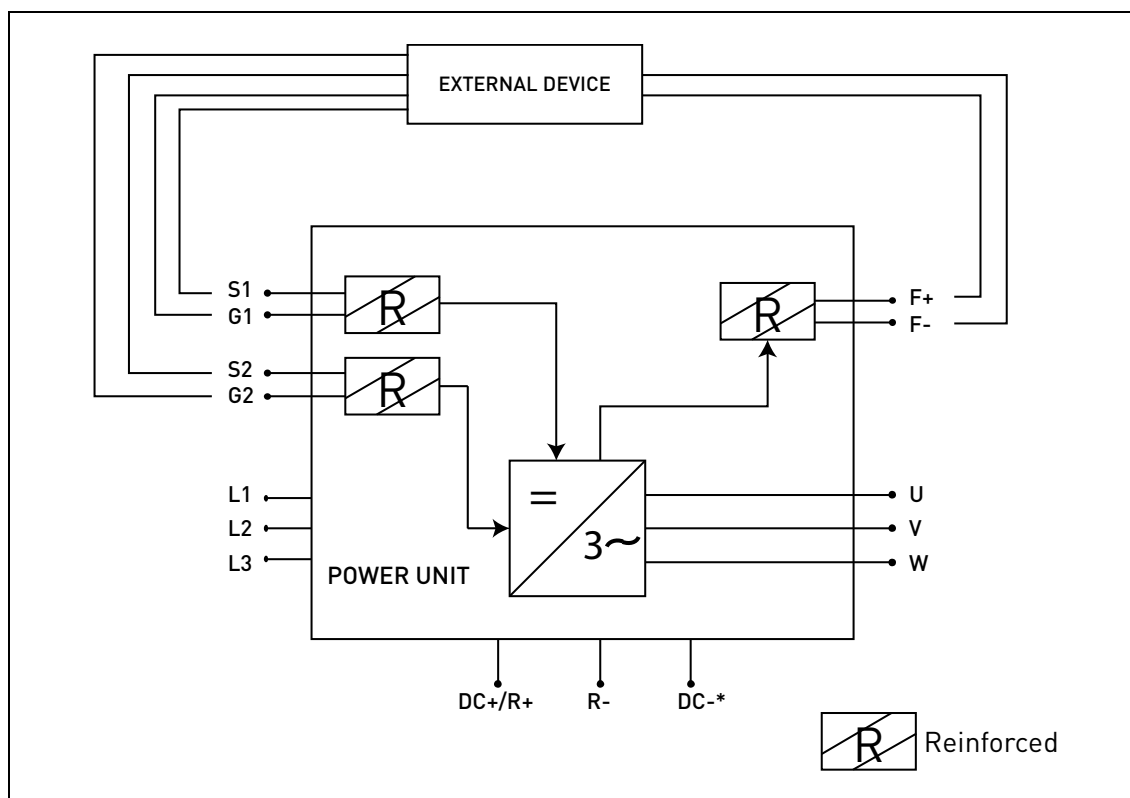 EXTERNAL DEVICE
S1
G1
S2
G2
R
R
R
F+
F-
L1
L2
L3
=
3~
U
V
W
POWER UNIT
DC+/R+
R-
DC-*
R
Reinforced